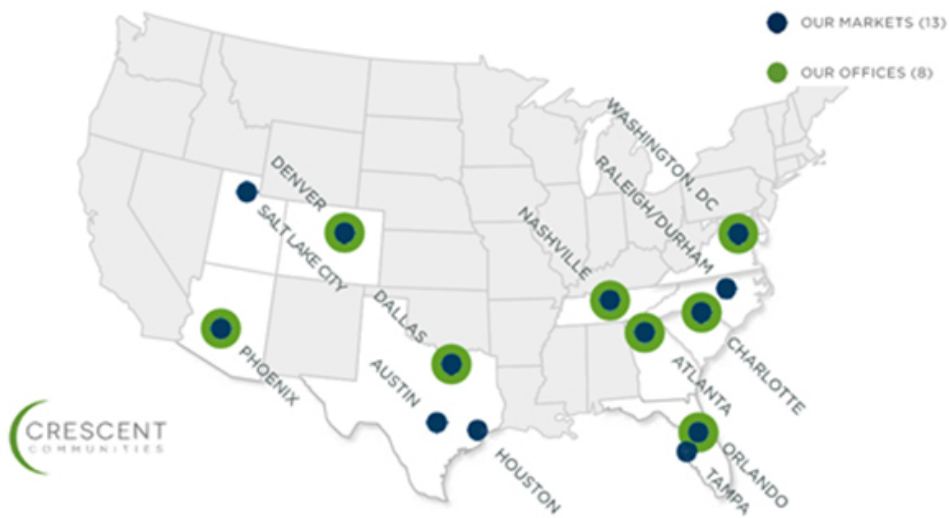 OUR MARKETS (13)
OUR OFFICES (8)
WASHINGTON, DC
RALEIGH/DURHAM
NASHVILLE
DENVER
SALT LAKE CITY
DALLAS
AUSTIN
PHOENIX
HOUSTON
CHARLOTTE
ATLANTA
ORLANDO
TAMPA
CRESCENT
COMMUNITIES